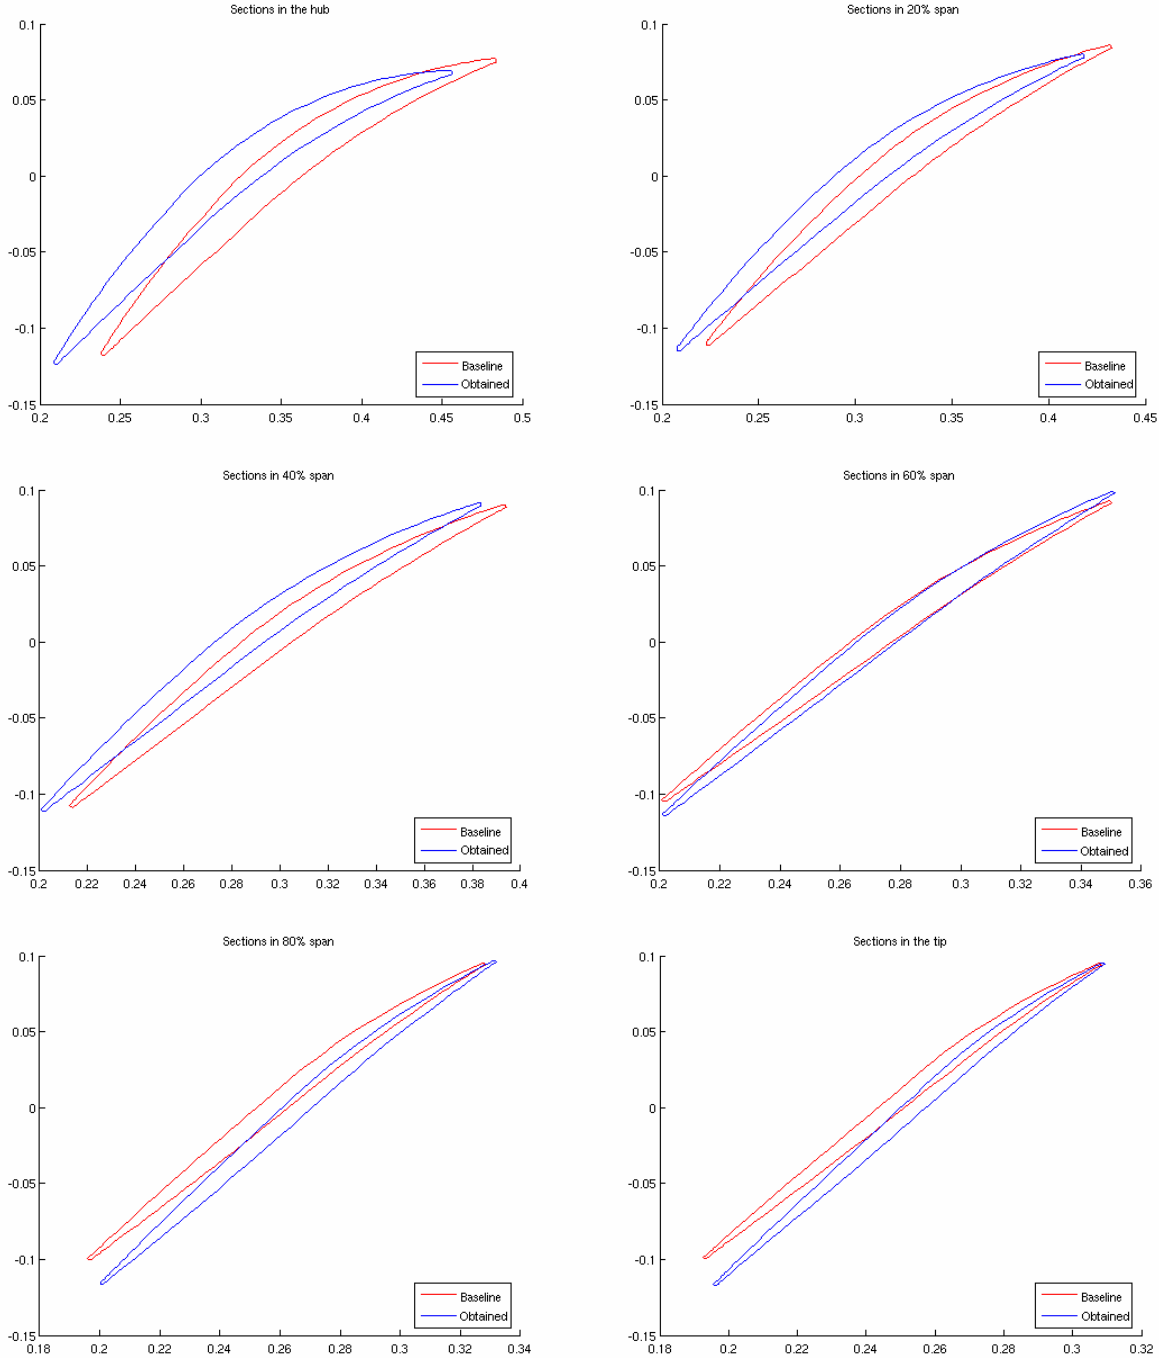 Sections in the hub
0.1
0.05
0
-0.05
-0.1
-0.15
0.2 0.25 0.3 0.35 0.4 0.45 0.5
Baseline
Obtained
Sections in 20% span
0.1
0.05
0
-0.05
-0.1
-0.15
0.2 0.25 0.3 0.35 0.4 0.45
Baseline
Obtained
Sections in 40% span
0.1
0.05
0
-0.05
-0.1
-0.15
0.2 0.22 0.24 0.26 0.28 0.3 0.32 0.34 0.36 0.38 0.4
Baseline
Obtained
Sections in 60% span
0.1
0.05
0
-0.05
-0.1
-0.15
0.2 0.22 0.24 0.26 0.28 0.3 0.32 0.34 0.36
Baseline
Obtained
Sections in 80% span
0.1
0.05
0
-0.05
-0.1
-0.15
0.18 0.2 0.22 0.24 0.26 0.28 0.3 0.32 0.34
Baseline
Obtained
Sections in the tip
0.1
0.05
0
-0.05
-0.1
-0.15
0.18 0.2 0.22 0.24 0.26 0.28 0.3 0.32
Baseline
Obtained